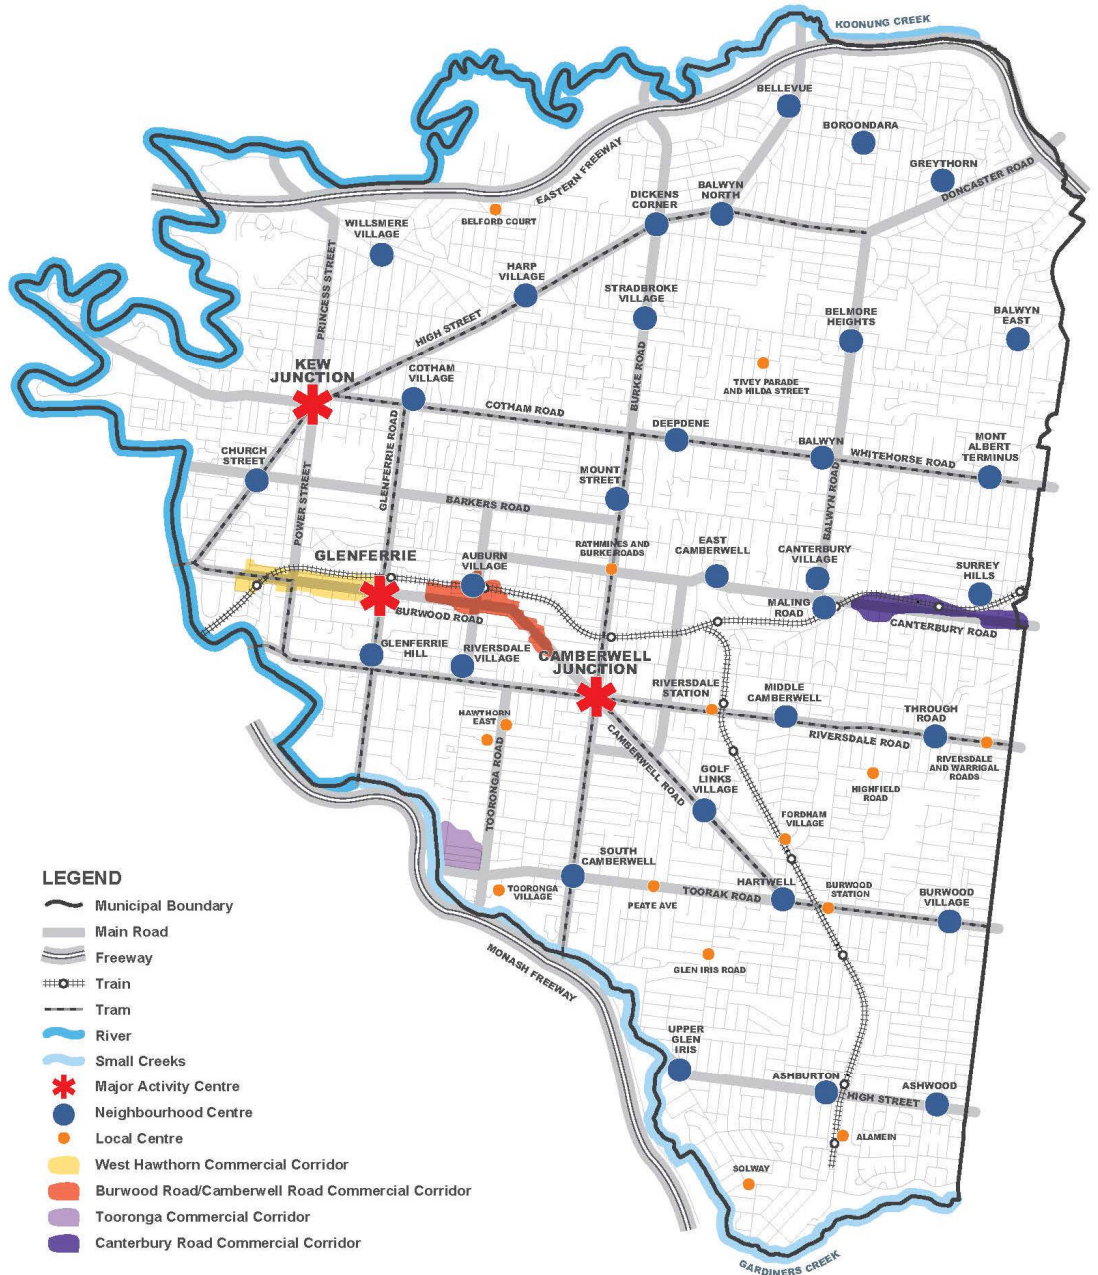 KOONUNG CREEK
BELLEVUE
BOROONDARA
GREYTHORN
DONCASTER ROAD
EASTERN FREEWAY
BALWYN
NORTH
DICKENS
CORNER
BELFORD COURT
WILLSMERE
VILLAGE
HARP
VILLAGE
STRADBROKE
VILLAGE
BELMORE
HEIGHTS
BALWYN
EAST
PRINCESS STREET
HIGH STREET
BURKE ROAD
KEW
JUNCTION
COTHAM
VILLAGE
TIVEY PARADE
AND HILDA STREET
COTHAM ROAD
DEEPDENE
BALWYN
WHITEHORSE ROAD
MONT
ALBERT
TERMINUS
CHURCH
STREET
GLENFERRIE ROAD
POWER STREET
MOUNT
STREET
BARKERS ROAD
BALWYN ROAD
RATHMINES AND
BURKE ROADS
EAST
CAMBERWELL
CANTERBURY
VILLAGE
GLENFERRIE
AUBURN
VILLAGE
SURREY
HILLS
MALING
ROAD
BURWOOD ROAD
CANTERBURY ROAD
GLENFERRIE
HILL
RIVERSDALE
VILLAGE
CAMBERWELL
JUNCTION
RIVERSDALE
STATION
MIDDLE
CAMBERWELL
THROUGH
ROAD
HAWTHORN
EAST
RIVERSDALE ROAD
RIVERSDALE
AND WARRIGAL
ROADS
CAMBERWELL ROAD
GOLF
LINKS
VILLAGE
HIGHFIELD
ROAD
TOORONGA ROAD
FORDHAM
VILLAGE
SOUTH
CAMBERWELL
HARTWELL
BURWOOD
STATION
BURWOOD
VILLAGE
TOORONGA
VILLAGE
PEATE AVE
TOORAK ROAD
MONASH FREEWAY
GLEN IRIS ROAD
UPPER
GLEN
IRIS
ASHBURTON
HIGH STREET
ASHWOOD
ALAMEIN
SOLWAY
GARDINERS CREEK
LEGEND
Municipal Boundary
Main Road
Freeway
Train
Tram
River
Small Creeks
Major Activity Centre
Neighbourhood Centre
Local Centre
West Hawthorn Commercial Corridor
Burwood Road/Camberwell Road Commercial Corridor
Tooronga Commercial Corridor
Canterbury Road Commercial Corridor